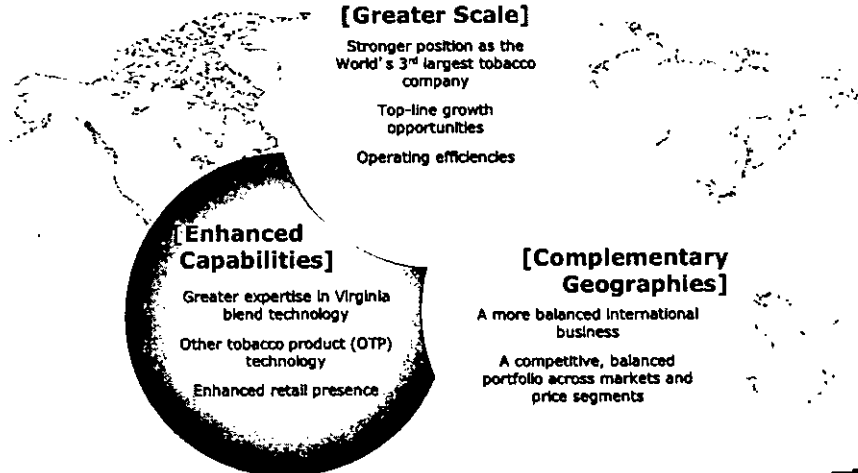 [Greater Scale]
Stronger position as the
World's 3rd largest tobacco
company
Top-line growth
opportunities
Operating efficiencies
[Enhanced
Capabilities]
Greater expertise in Virginia
blend technology
Other tobacco product (OTP)
technology
Enhanced retail presence
[Complementary
Geographies]
A more balanced international
business
A competitive, balanced
portfolio across markets and
price segments